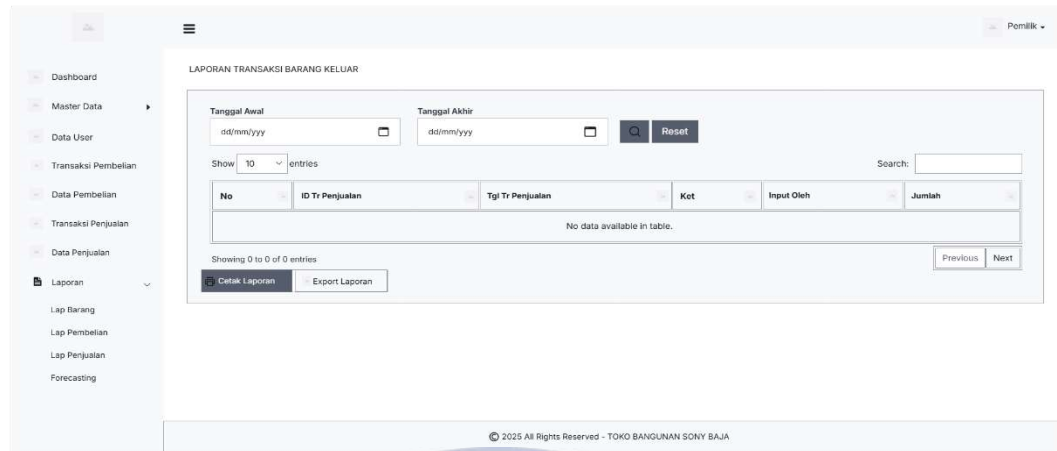 Pemilik
Dashboard
Master Data
Data User
Transaksi Pembelian
Data Pembelian
Transaksi Penjualan
Data Penjualan
Laporan
Lap Barang
Lap Pembelian
Lap Penjualan
Forecasting
LAPORAN TRANSAKSI BARANG KELUAR
Tanggal Awal Tanggal Akhir
dd/mm/yyy dd/mm/yyy Reset
Show 10 entries Search:
No ID Tr Penjualan Tgl Tr Penjualan Ket Input Oleh Jumlah
No data available in table.
Showing 0 to 0 of 0 entries Previous Next
Cetak Laporan Export Laporan
© 2025 All Rights Reserved - TOKO BANGUNAN SONY BAJA